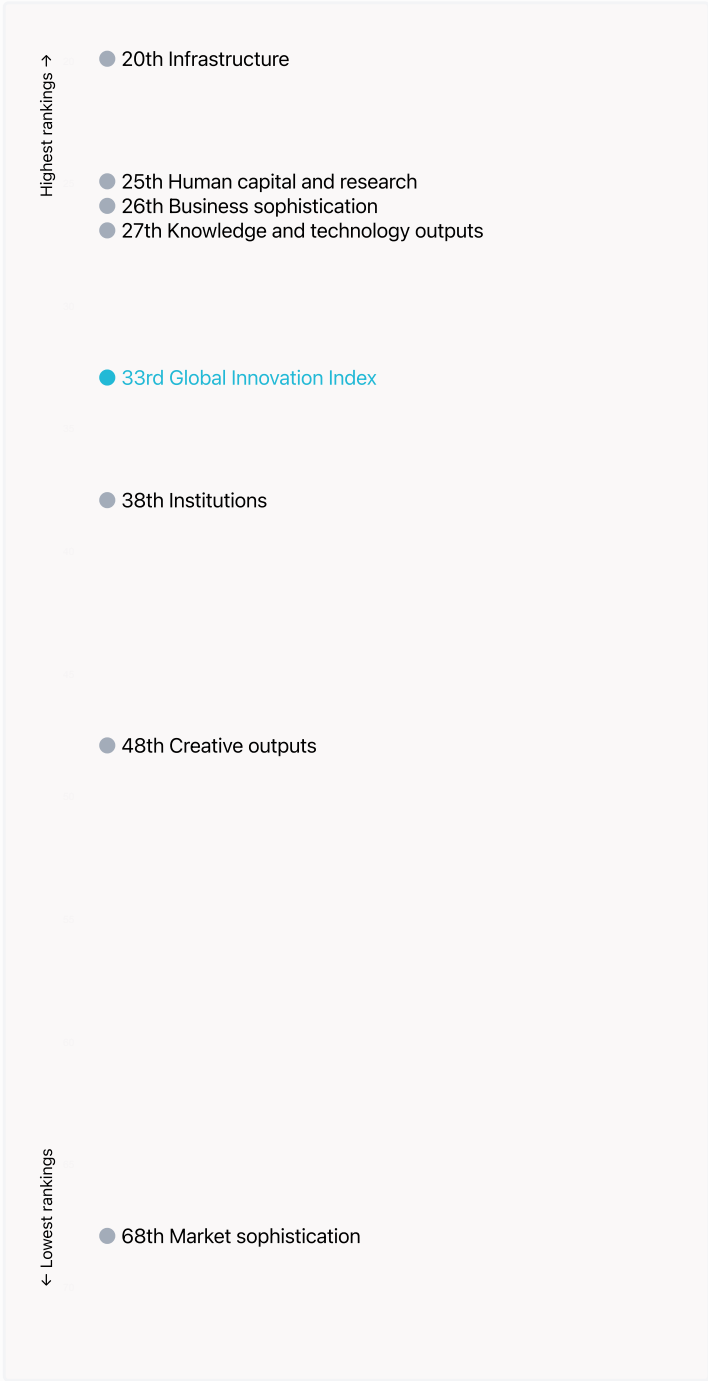 Highest rankings →
20th Infrastructure
25th Human capital and research
26th Business sophistication
27th Knowledge and technology outputs
33rd Global Innovation Index
38th Institutions
48th Creative outputs
← Lowest rankings
68th Market sophistication